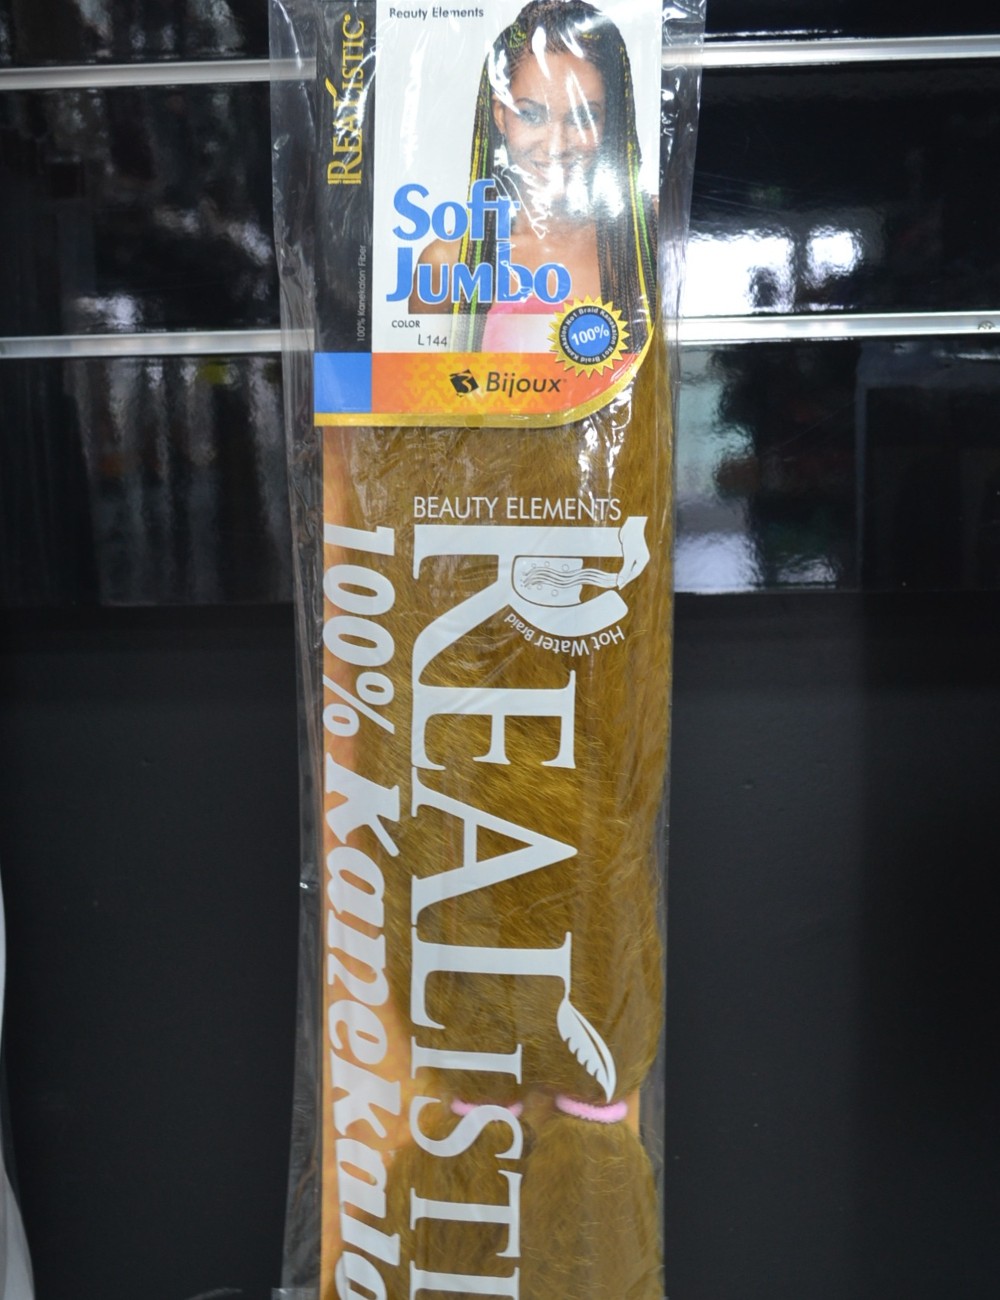 Beauty Elements
REALISTIC
100% Kanekalon Fiber
Soft
Jumbo
COLOR
L144
100%
Bijoux
BEAUTY ELEMENTS
REALISTI
Hot Water Braid
100% Kanekalo